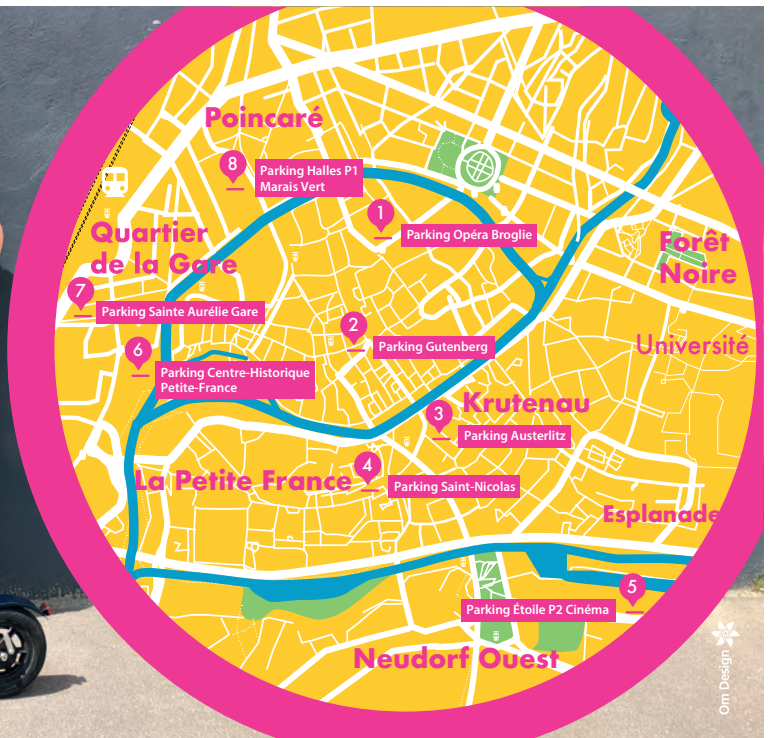 Poincaré
8
Parking Halles P1
Marais Vert
1
Parking Opéra Broglie
Quartier
de la Gare
Forêt
Noire
7
Parking Sainte Aurélie Gare
2
Parking Gutenberg
Université
6
Parking Centre-Historique
Petite-France
Krutenau
3
Parking Austerlitz
4
La Petite France
Parking Saint-Nicolas
Esplanade
5
Parking Étoile P2 Cinéma
Neudorf Ouest
Om Design